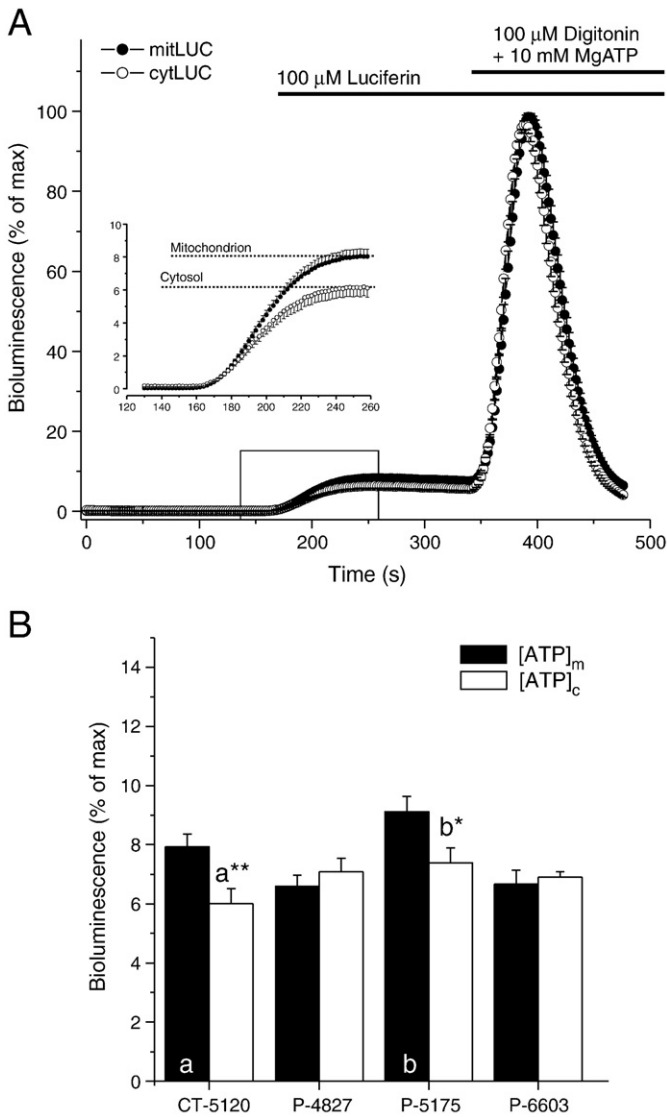 A
mitLUC
cytLUC
100 μM Digitonin
+ 10 mM MgATP
100 μM Luciferin
Bioluminescence (% of max)
100
80
60
40
20
0
10
8
6
4
2
0
Mitochondrion
Cytosol
120 140 160 180 200 220 240 260
0 100 200 300 400 500
Time (s)
B
[ATP]m
[ATP]c
Bioluminescence (% of max)
14
12
10
8
6
4
2
0
a**
b*
a
b
CT-5120 P-4827 P-5175 P-6603